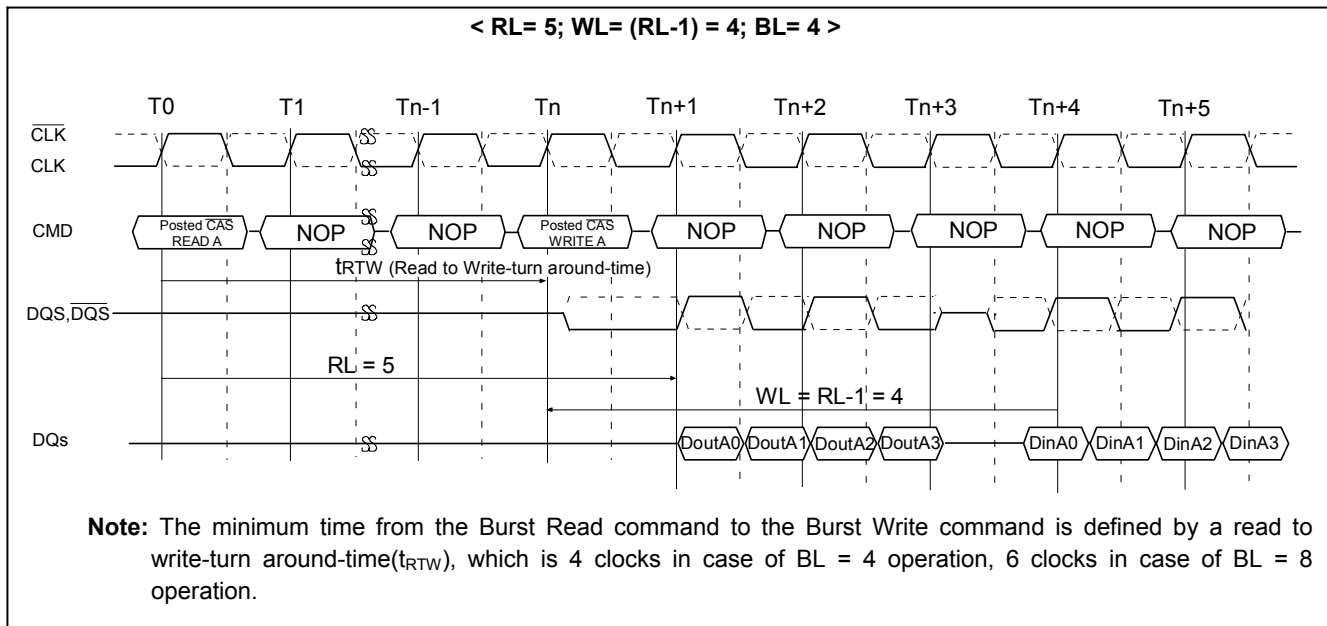 < RL= 5; WL= (RL-1) = 4; BL= 4 >
T0 T1 Tn-1 Tn Tn+1 Tn+2 Tn+3 Tn+4 Tn+5
CLK
CLK
CMD Posted CAS READ A NOP NOP Posted CAS WRITE A NOP NOP NOP NOP NOP
tRTW (Read to Write-turn around-time)
DQS,DQS
RL = 5
WL = RL-1 = 4
DQs DoutA0 DoutA1 DoutA2 DoutA3 DinA0 DinA1 DinA2 DinA3
Note: The minimum time from the Burst Read command to the Burst Write command is defined by a read to
write-turn around-time(tRTW), which is 4 clocks in case of BL = 4 operation, 6 clocks in case of BL = 8
operation.